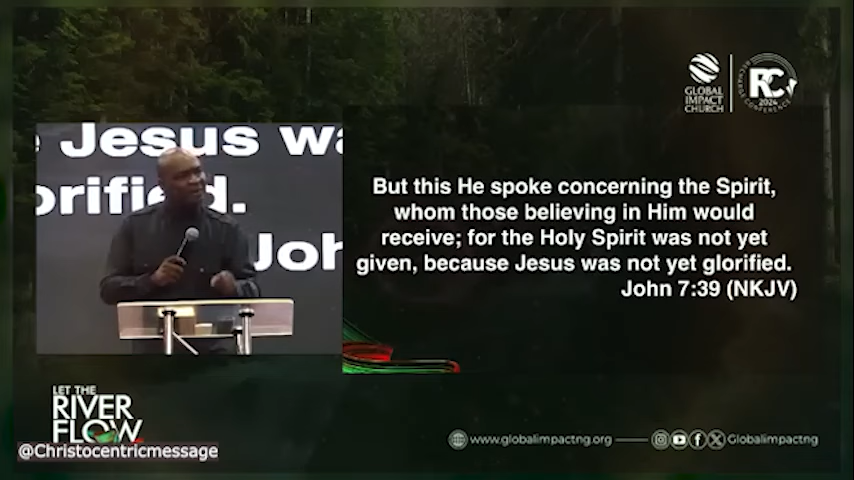 GLOBAL
IMPACT
CHURCH
RC
2024
Jesus wa
orified.
Joh
But this He spoke concerning the Spirit,
whom those believing in Him would
receive; for the Holy Spirit was not yet
given, because Jesus was not yet glorified.
John 7:39 (NKJV)
LET THE
RIVER
FLOW
@Christocentricmessage
www.globalimpactng.org
Globalimpactng